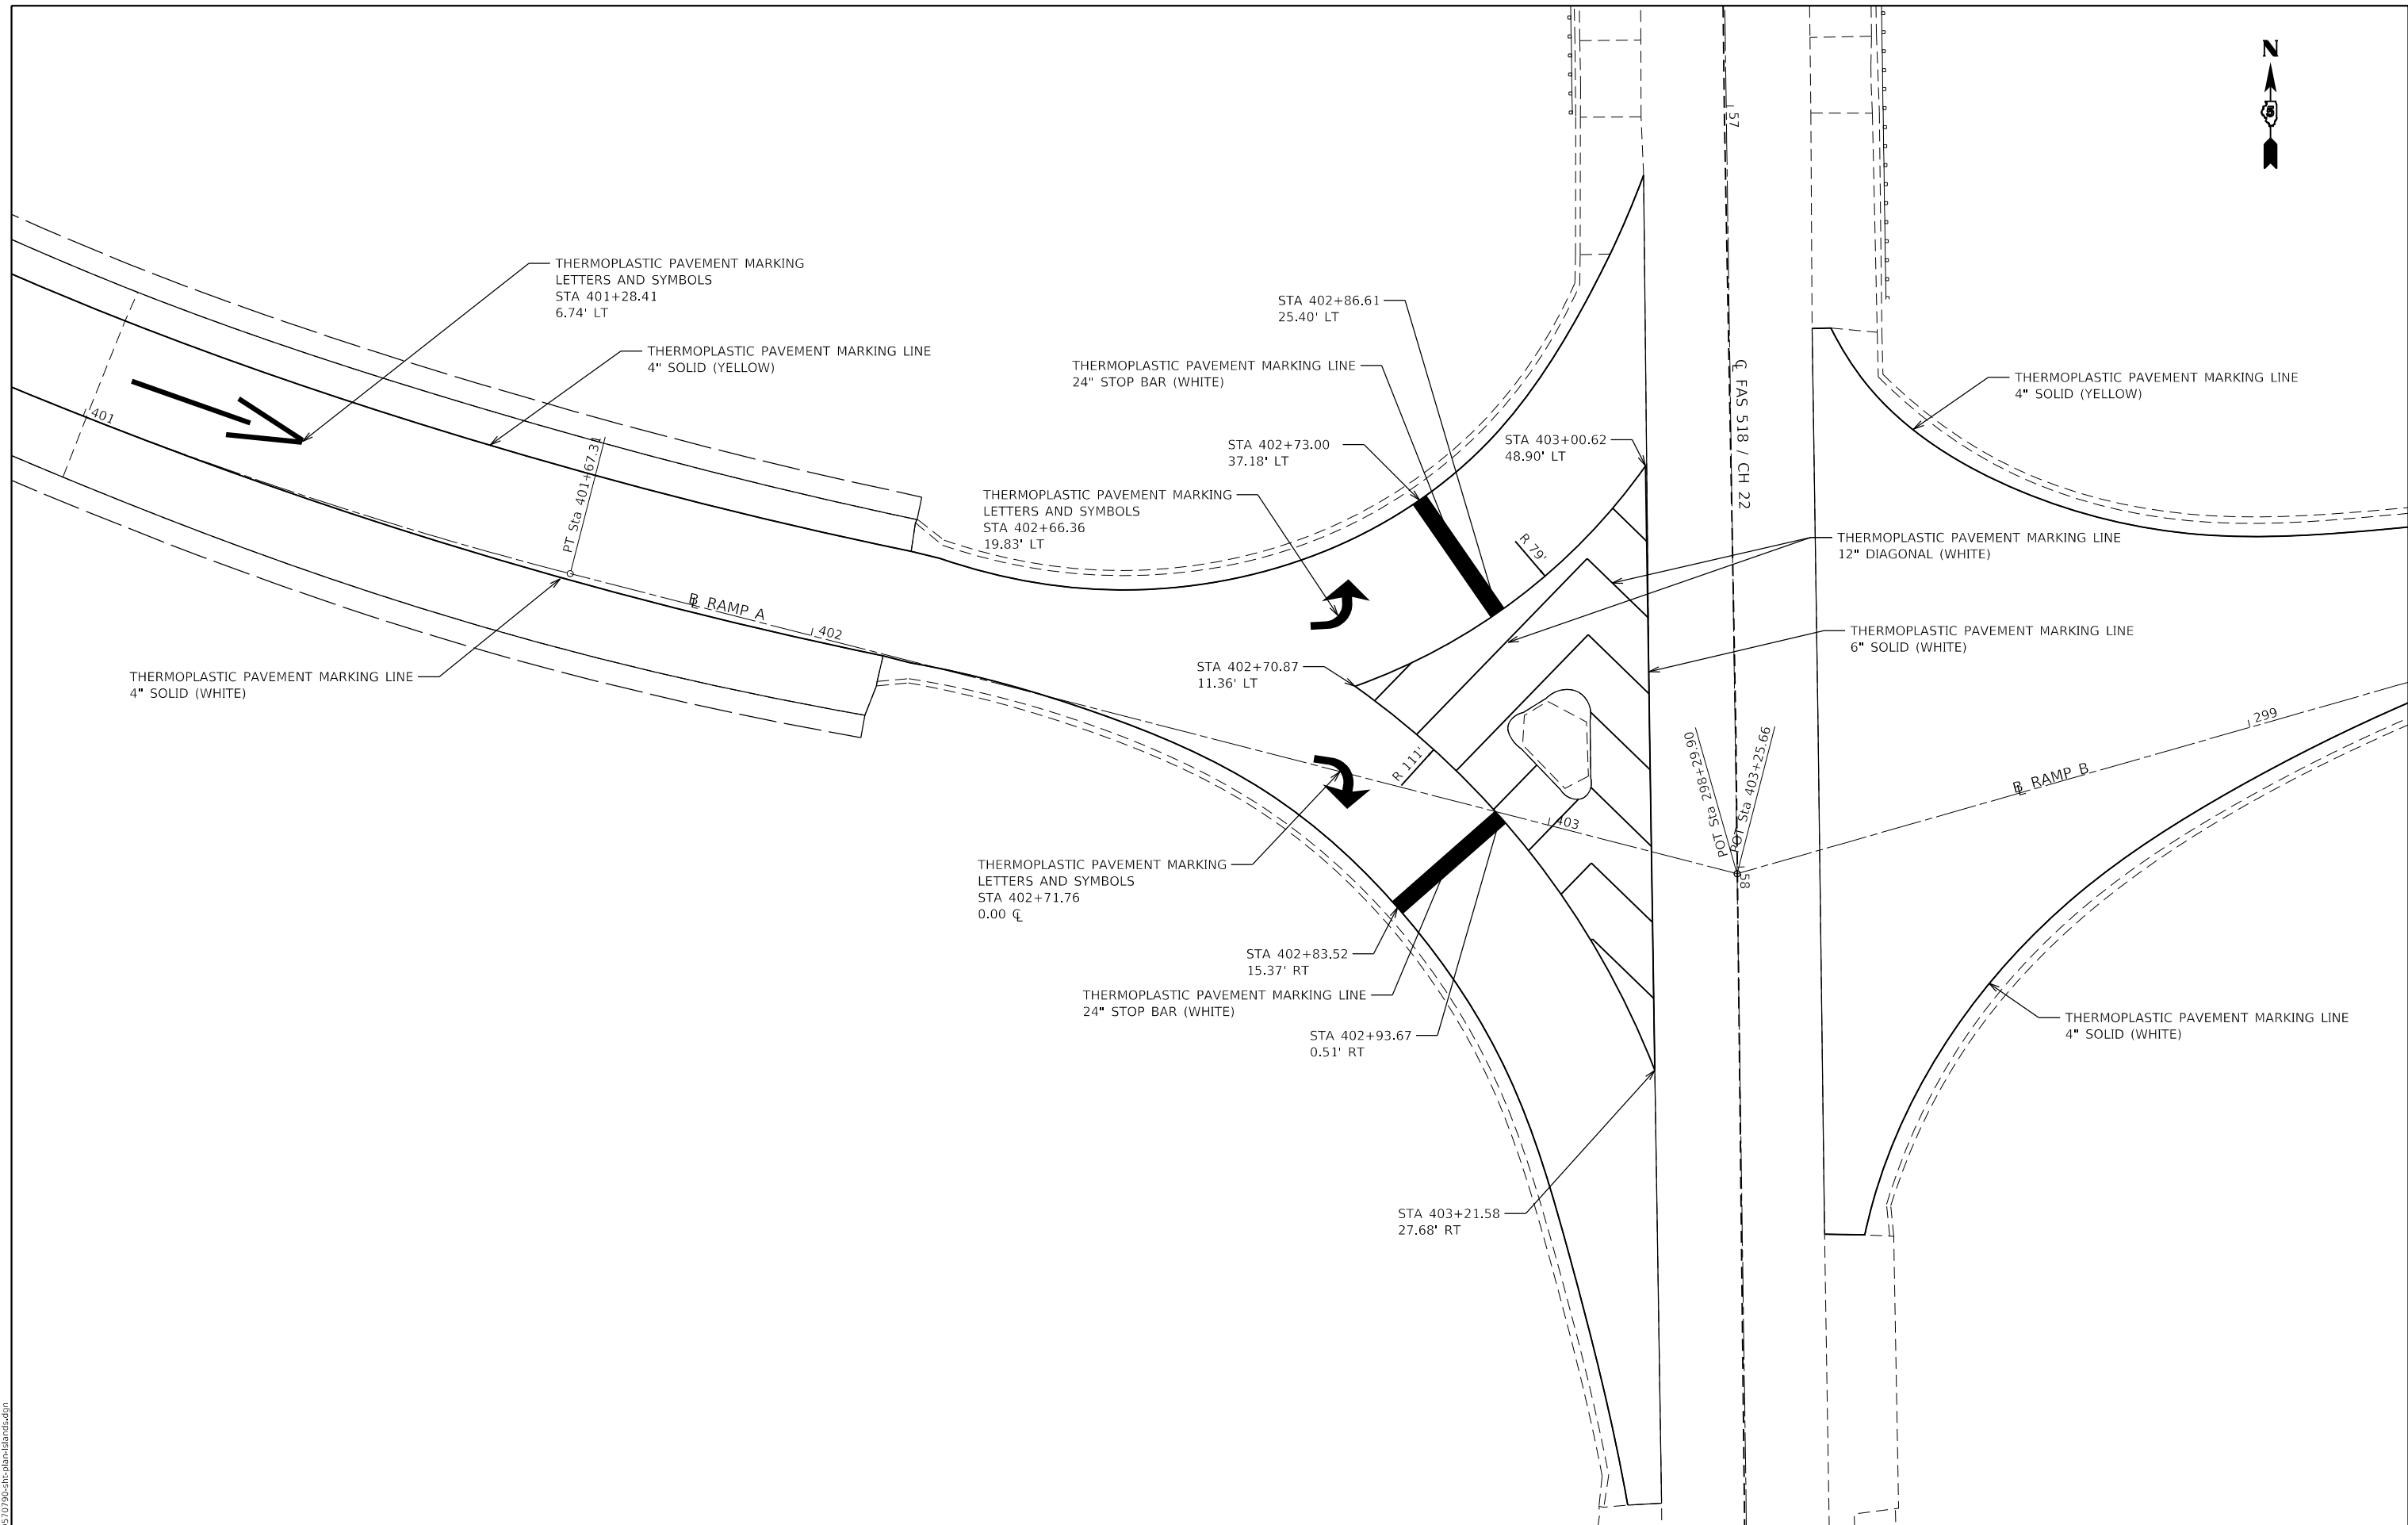 N
5
57
THERMOPLASTIC PAVEMENT MARKING
LETTERS AND SYMBOLS
STA 401+28.41
6.74' LT
THERMOPLASTIC PAVEMENT MARKING LINE
4" SOLID (YELLOW)
STA 402+86.61
25.40' LT
THERMOPLASTIC PAVEMENT MARKING LINE
24" STOP BAR (WHITE)
℄ FAS 518 / CH 22
THERMOPLASTIC PAVEMENT MARKING LINE
4" SOLID (YELLOW)
401
PT Sta 401+67.31
STA 402+73.00
37.18' LT
STA 403+00.62
48.90' LT
THERMOPLASTIC PAVEMENT MARKING
LETTERS AND SYMBOLS
STA 402+66.36
19.83' LT
R 79'
THERMOPLASTIC PAVEMENT MARKING LINE
12" DIAGONAL (WHITE)
BL RAMP A
402
THERMOPLASTIC PAVEMENT MARKING LINE
6" SOLID (WHITE)
THERMOPLASTIC PAVEMENT MARKING LINE
4" SOLID (WHITE)
STA 402+70.87
11.36' LT
R 111'
POT Sta 298+29.90
POT Sta 403+25.66
299
BL RAMP B
403
58
THERMOPLASTIC PAVEMENT MARKING
LETTERS AND SYMBOLS
STA 402+71.76
0.00 ℄
STA 402+83.52
15.37' RT
THERMOPLASTIC PAVEMENT MARKING LINE
24" STOP BAR (WHITE)
STA 402+93.67
0.51' RT
THERMOPLASTIC PAVEMENT MARKING LINE
4" SOLID (WHITE)
STA 403+21.58
27.68' RT
570790-sht-plan-Islands.dgn